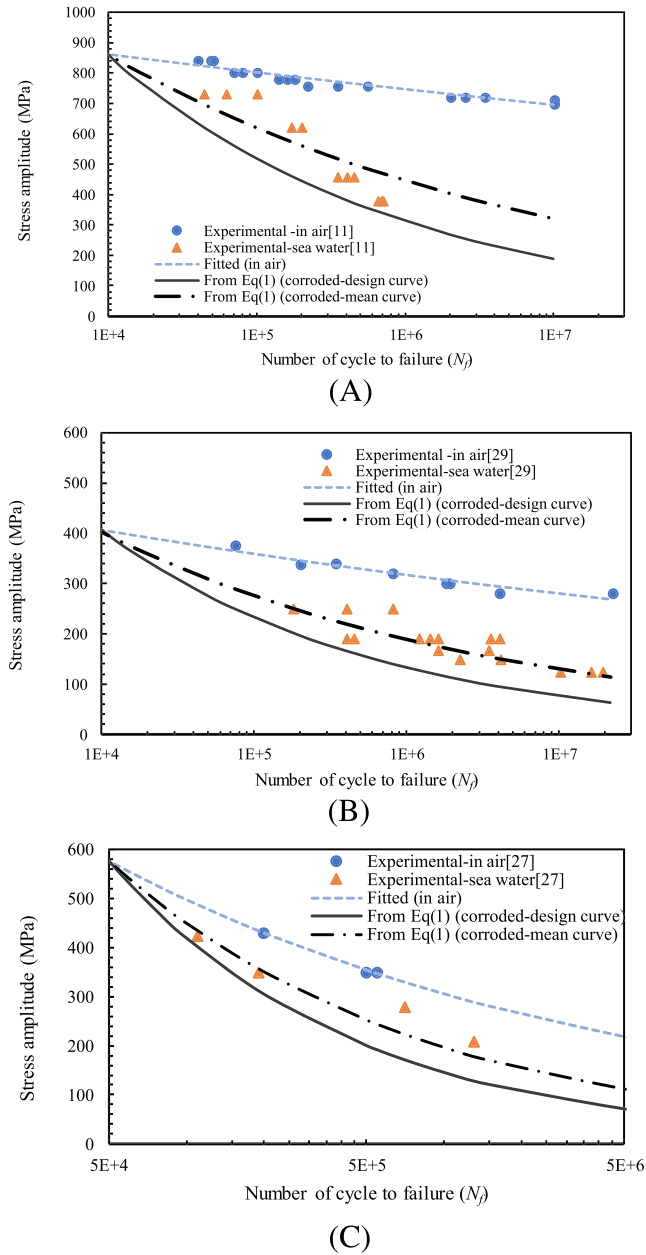 1000
900
800
700
600
500
400
300
200
100
0
Stress amplitude (MPa)
Experimental -in air[11]
Experimental-sea water[11]
Fitted (in air)
From Eq(1) (corroded-design curve)
From Eq(1) (corroded-mean curve)
1E+4 1E+5 1E+6 1E+7
Number of cycle to failure (Nf)
(A)
600
500
400
300
200
100
0
Stress amplitude (MPa)
Experimental -in air[29]
Experimental-sea water[29]
Fitted (in air)
From Eq(1) (corroded-design curve)
From Eq(1) (corroded-mean curve)
1E+4 1E+5 1E+6 1E+7
Number of cycle to failure (Nf)
(B)
600
500
400
300
200
100
0
Stress amplitude (MPa)
Experimental-in air[27]
Experimental-sea water[27]
Fitted (in air)
From Eq(1) (corroded-design curve)
From Eq(1) (corroded-mean curve)
5E+4 5E+5 5E+6
Number of cycle to failure (Nf)
(C)